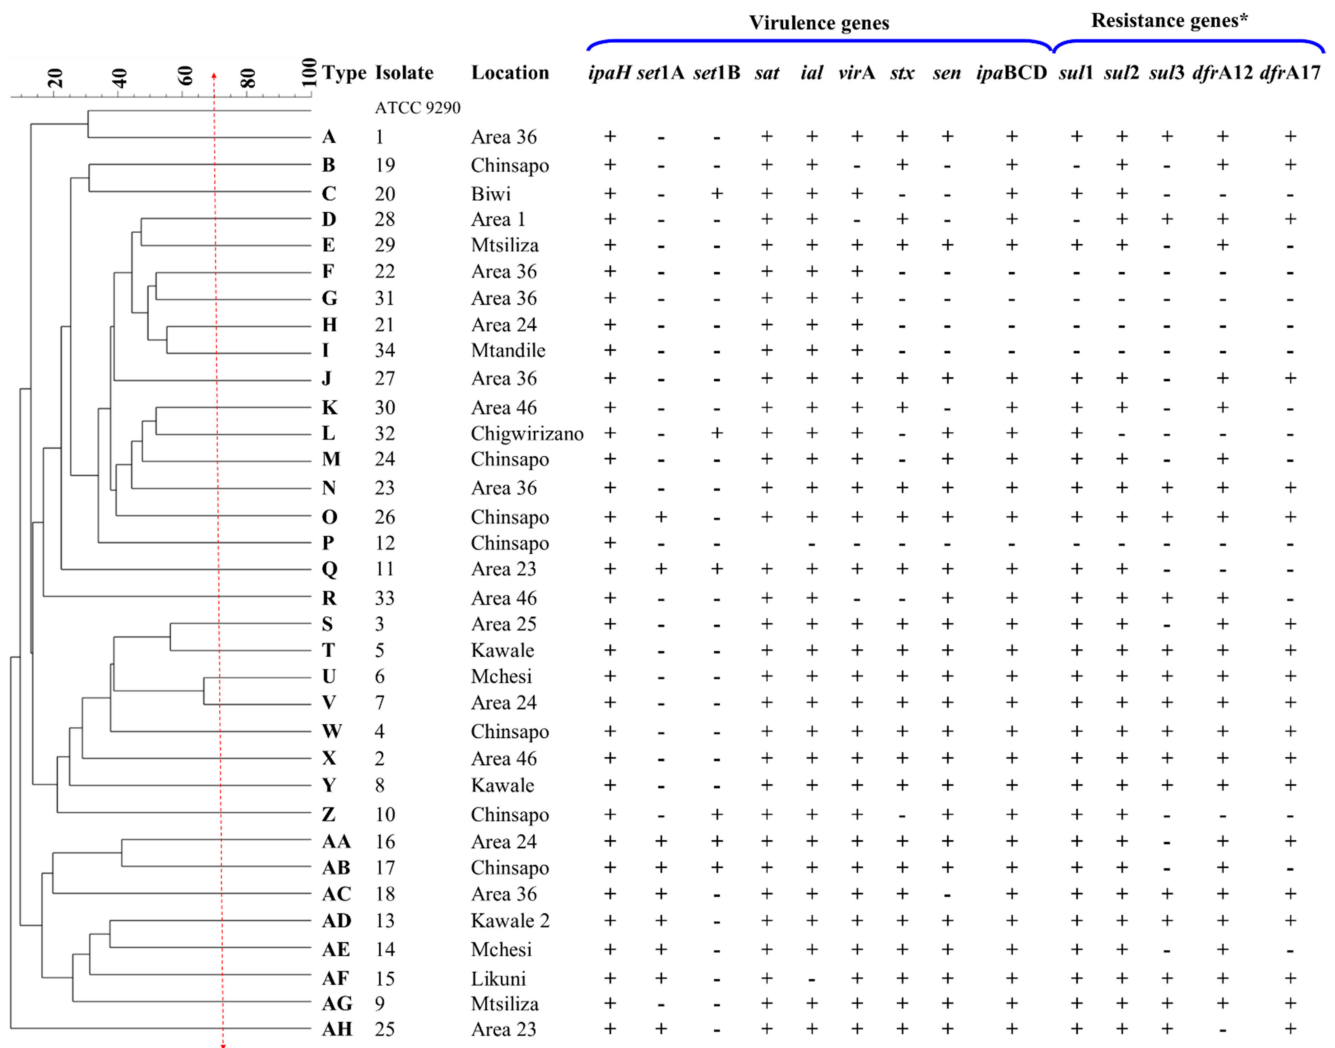 Virulence genes Resistance genes*
20 40 60 80 100 Type Isolate Location ipaH set1A set1B sat ial virA stx sen ipaBCD sul1 sul2 sul3 dfrA12 dfrA17
ATCC 9290
A 1 Area 36 + - - + + + + + + + + + + +
B 19 Chinsapo + - - + + - + - + - + - + +
C 20 Biwi + - + + + + - - + + + - - -
D 28 Area 1 + - - + + - + - + - + + + +
E 29 Mtsiliza + - - + + + + + + + + - + -
F 22 Area 36 + - - + + + - - - - - - - -
G 31 Area 36 + - - + + + - - - - - - - -
H 21 Area 24 + - - + + + - - - - - - - -
I 34 Mtandile + - - + + + - - - - - - - -
J 27 Area 36 + - - + + + + + + + + - + +
K 30 Area 46 + - - + + + + - + + + - + -
L 32 Chigwirizano + - + + + + - + + + - - - -
M 24 Chinsapo + - - + + + - + + + + - + -
N 23 Area 36 + - - + + + + + + + + + + +
O 26 Chinsapo + + - + + + + + + + + + + +
P 12 Chinsapo + - - - - - - - - - - - -
Q 11 Area 23 + + + + + + + + + + + - - -
R 33 Area 46 + - - + + - - + + + + + + -
S 3 Area 25 + - - + + + + + + + + - + +
T 5 Kawale + - - + + + + + + + + + + +
U 6 Mchesi + - - + + + + + + + + + + +
V 7 Area 24 + - - + + + + + + + + + + +
W 4 Chinsapo + - - + + + + + + + + + + +
X 2 Area 46 + - - + + + + + + + + + + +
Y 8 Kawale + - - + + + + + + + + + + +
Z 10 Chinsapo + - + + + + - + + + + - - -
AA 16 Area 24 + + + + + + + + + + + - + +
AB 17 Chinsapo + + + + + + + + + + + - + -
AC 18 Area 36 + + - + + + + - + + + + + +
AD 13 Kawale 2 + + - + + + + + + + + + + +
AE 14 Mchesi + + - + + + + + + + + - + -
AF 15 Likuni + + - + - + + + + + + + + +
AG 9 Mtsiliza + - - + + + + + + + + + + +
AH 25 Area 23 + + - + + + + + + + + + - +